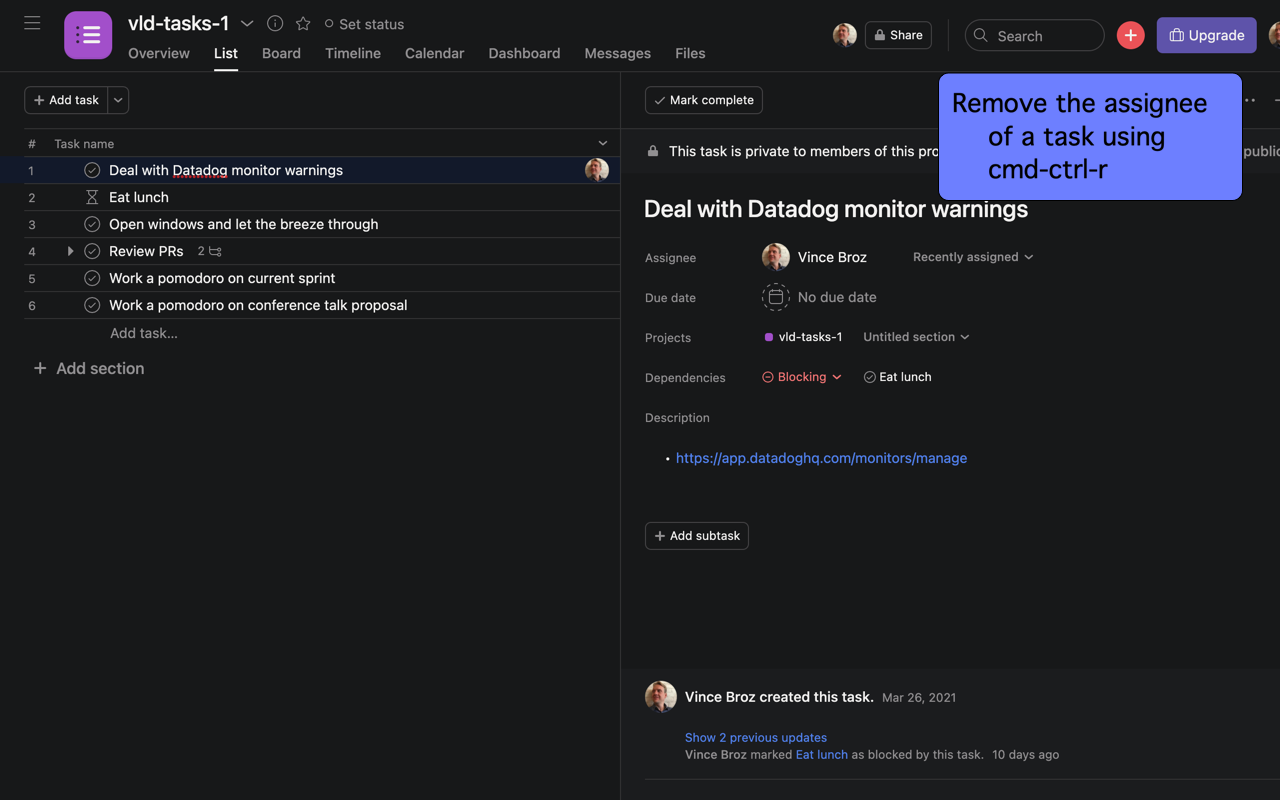 vld-tasks-1
Set status
Overview List Board Timeline Calendar Dashboard Messages Files
Share
Search
Upgrade
Add task
# Task name
1 Deal with Datadog monitor warnings
2 Eat lunch
3 Open windows and let the breeze through
4 Review PRs 2
5 Work a pomodoro on current sprint
6 Work a pomodoro on conference talk proposal
Add task...
Add section
Mark complete
Remove the assignee
of a task using
cmd-ctrl-r
This task is private to members of this pro
public
Deal with Datadog monitor warnings
Assignee Vince Broz Recently assigned
Due date No due date
Projects vld-tasks-1 Untitled section
Dependencies Blocking Eat lunch
Description
• https://app.datadoghq.com/monitors/manage
Add subtask
Vince Broz created this task. Mar 26, 2021
Show 2 previous updates
Vince Broz marked Eat lunch as blocked by this task. 10 days ago